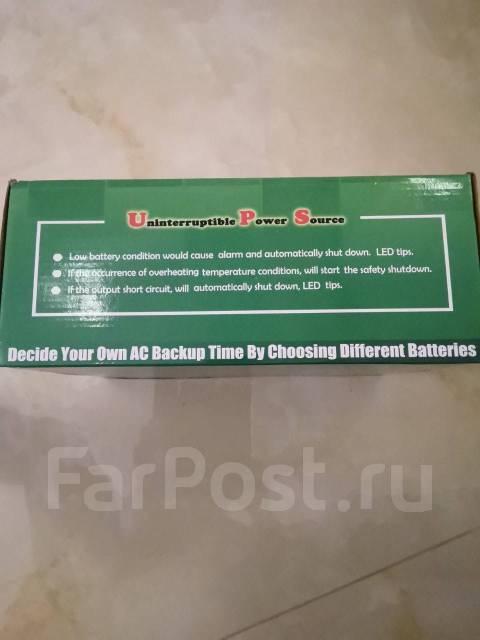 Uninterruptible Power Source
Low battery condition would cause alarm and automatically shut down. LED tips.
If the occurrence of overheating temperature conditions, will start the safety shutdown.
If the output short circuit, will automatically shut down, LED tips.
Decide Your Own AC Backup Time By Choosing Different Batteries
FarPost.ru